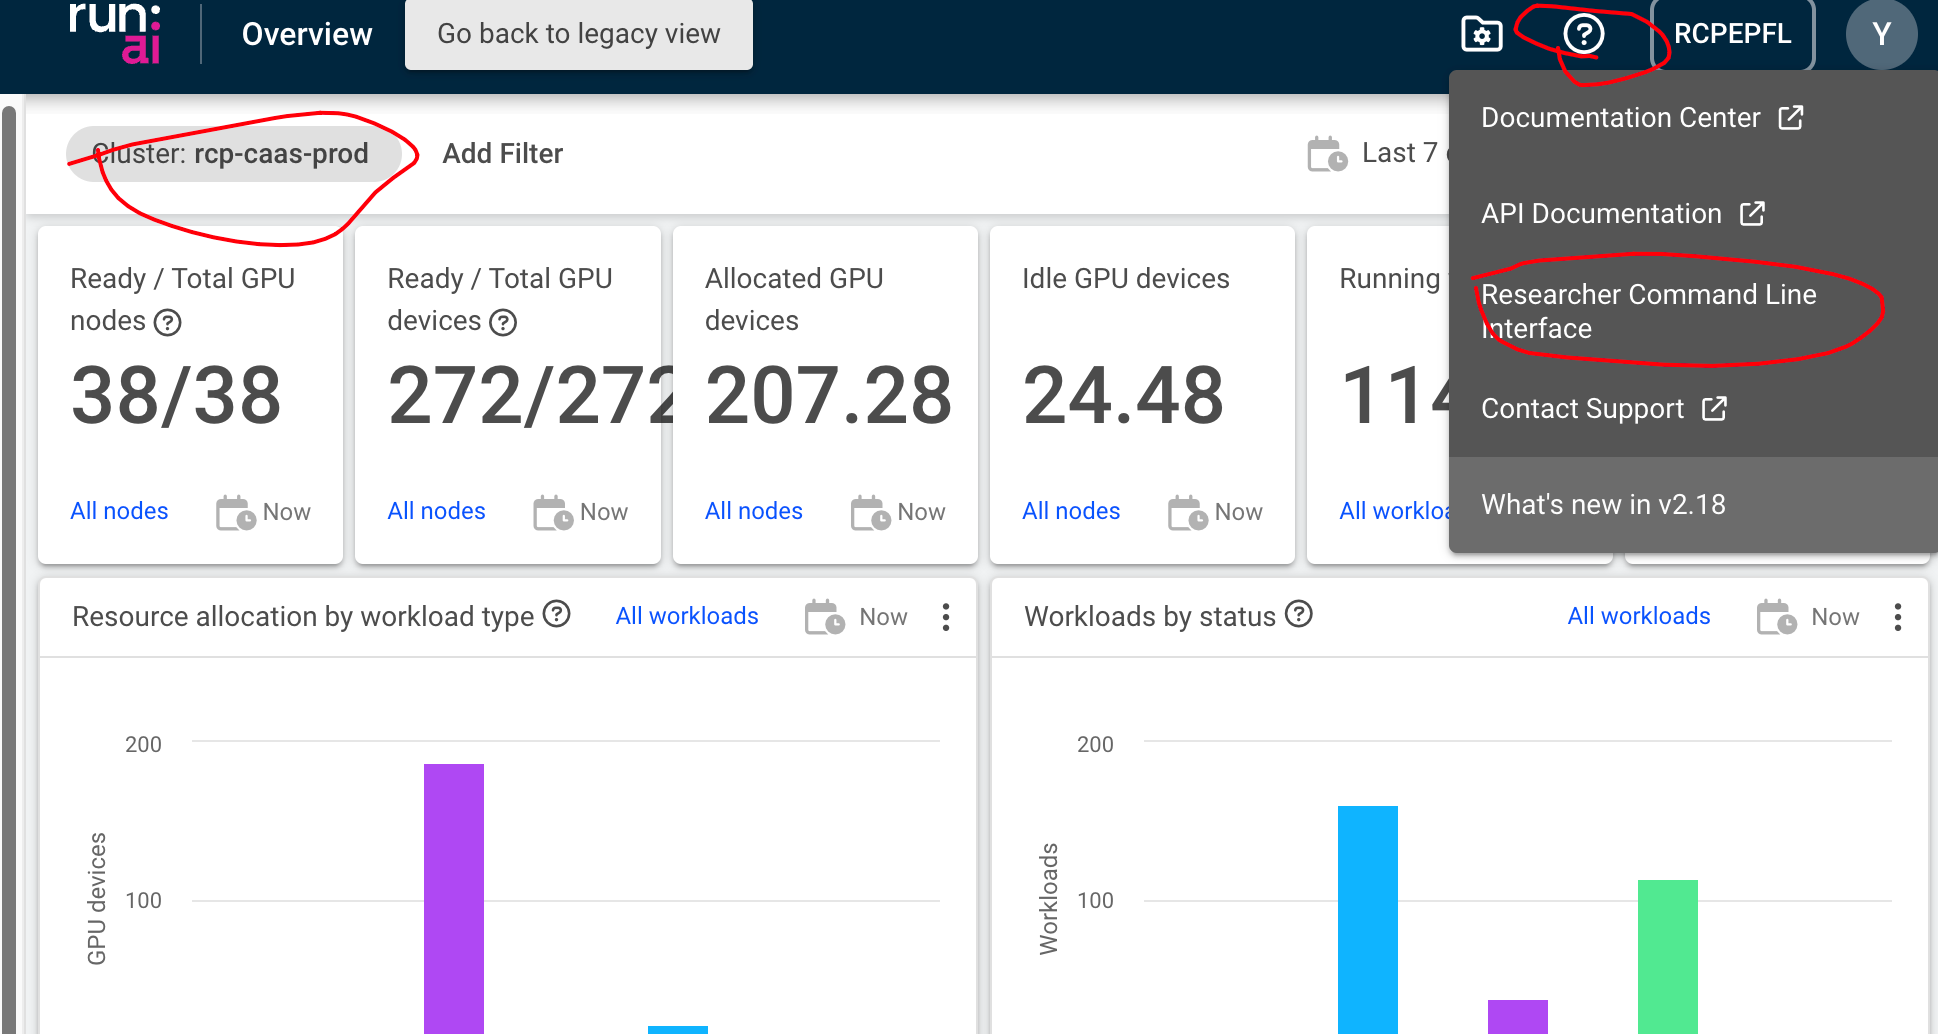 run:
ai
Overview
Go back to legacy view
RCPEPFL
Y
Cluster: rcp-caas-prod
Add Filter
Last 7
Documentation Center
API Documentation
Researcher Command Line
Interface
Contact Support
What's new in v2.18
Ready / Total GPU
nodes
38/38
All nodes
Now
Ready / Total GPU
devices
272/272
All nodes
Now
Allocated GPU
devices
207.28
All nodes
Now
Idle GPU devices
24.48
All nodes
Now
Running
114
All workloa
Resource allocation by workload type
All workloads
Now
200
100
GPU devices
Workloads by status
All workloads
Now
200
100
Workloads